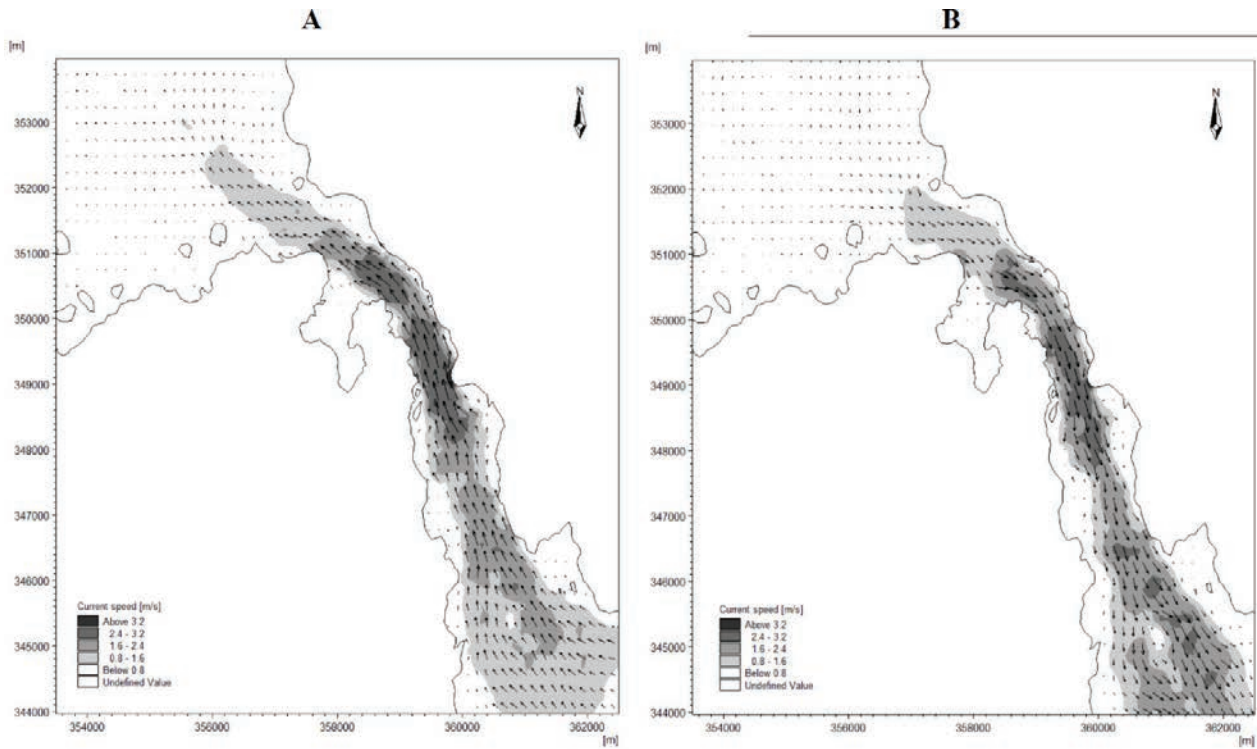 A
[m]
N
353000
352000
351000
350000
349000
348000
347000
346000
345000
344000
Current speed [m/s]
Above 3.2
2.4 - 3.2
1.6 - 2.4
0.8 - 1.6
Below 0.8
Undefined Value
354000 356000 358000 360000 362000
[m]
B
[m]
N
353000
352000
351000
350000
349000
348000
347000
346000
345000
344000
Current speed [m/s]
Above 3.2
2.4 - 3.2
1.6 - 2.4
0.8 - 1.6
Below 0.8
Undefined Value
354000 356000 358000 360000 362000
[m]